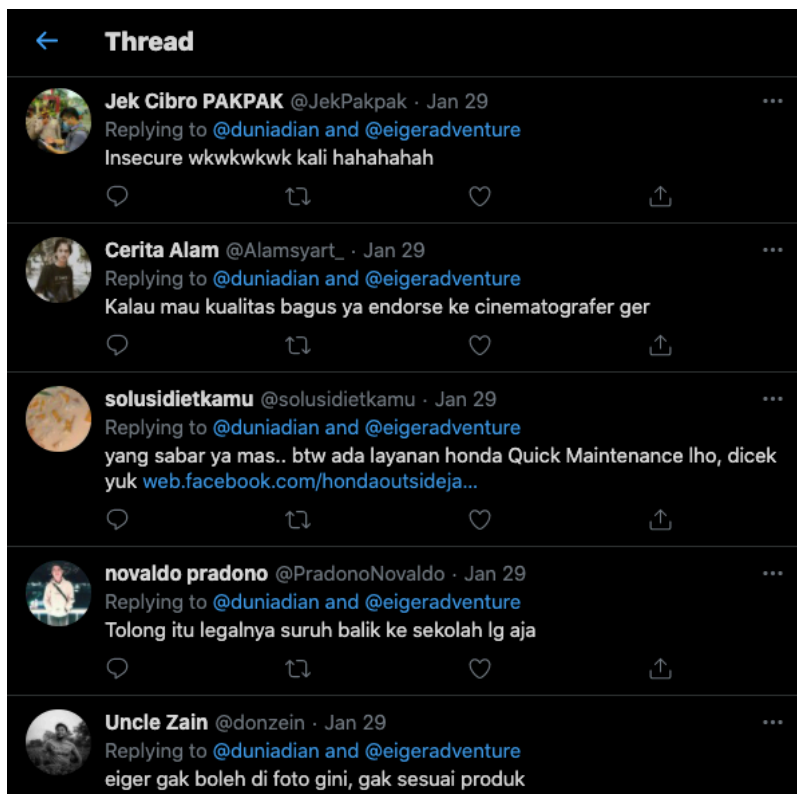 Thread
Jek Cibro PAKPAK @JekPakpak · Jan 29
Replying to @duniadian and @eigeradventure
Insecure wkwkwkwk kali hahahahah
Cerita Alam @Alamsyart_ · Jan 29
Replying to @duniadian and @eigeradventure
Kalau mau kualitas bagus ya endorse ke cinematografer ger
solusidietkamu @solusidietkamu · Jan 29
Replying to @duniadian and @eigeradventure
yang sabar ya mas.. btw ada layanan honda Quick Maintenance lho, dicek
yuk web.facebook.com/hondaoutsideja...
novaldo pradono @PradonoNovaldo · Jan 29
Replying to @duniadian and @eigeradventure
Tolong itu legalnya suruh balik ke sekolah lg aja
Uncle Zain @donzein · Jan 29
Replying to @duniadian and @eigeradventure
eiger gak boleh di foto gini, gak sesuai produk